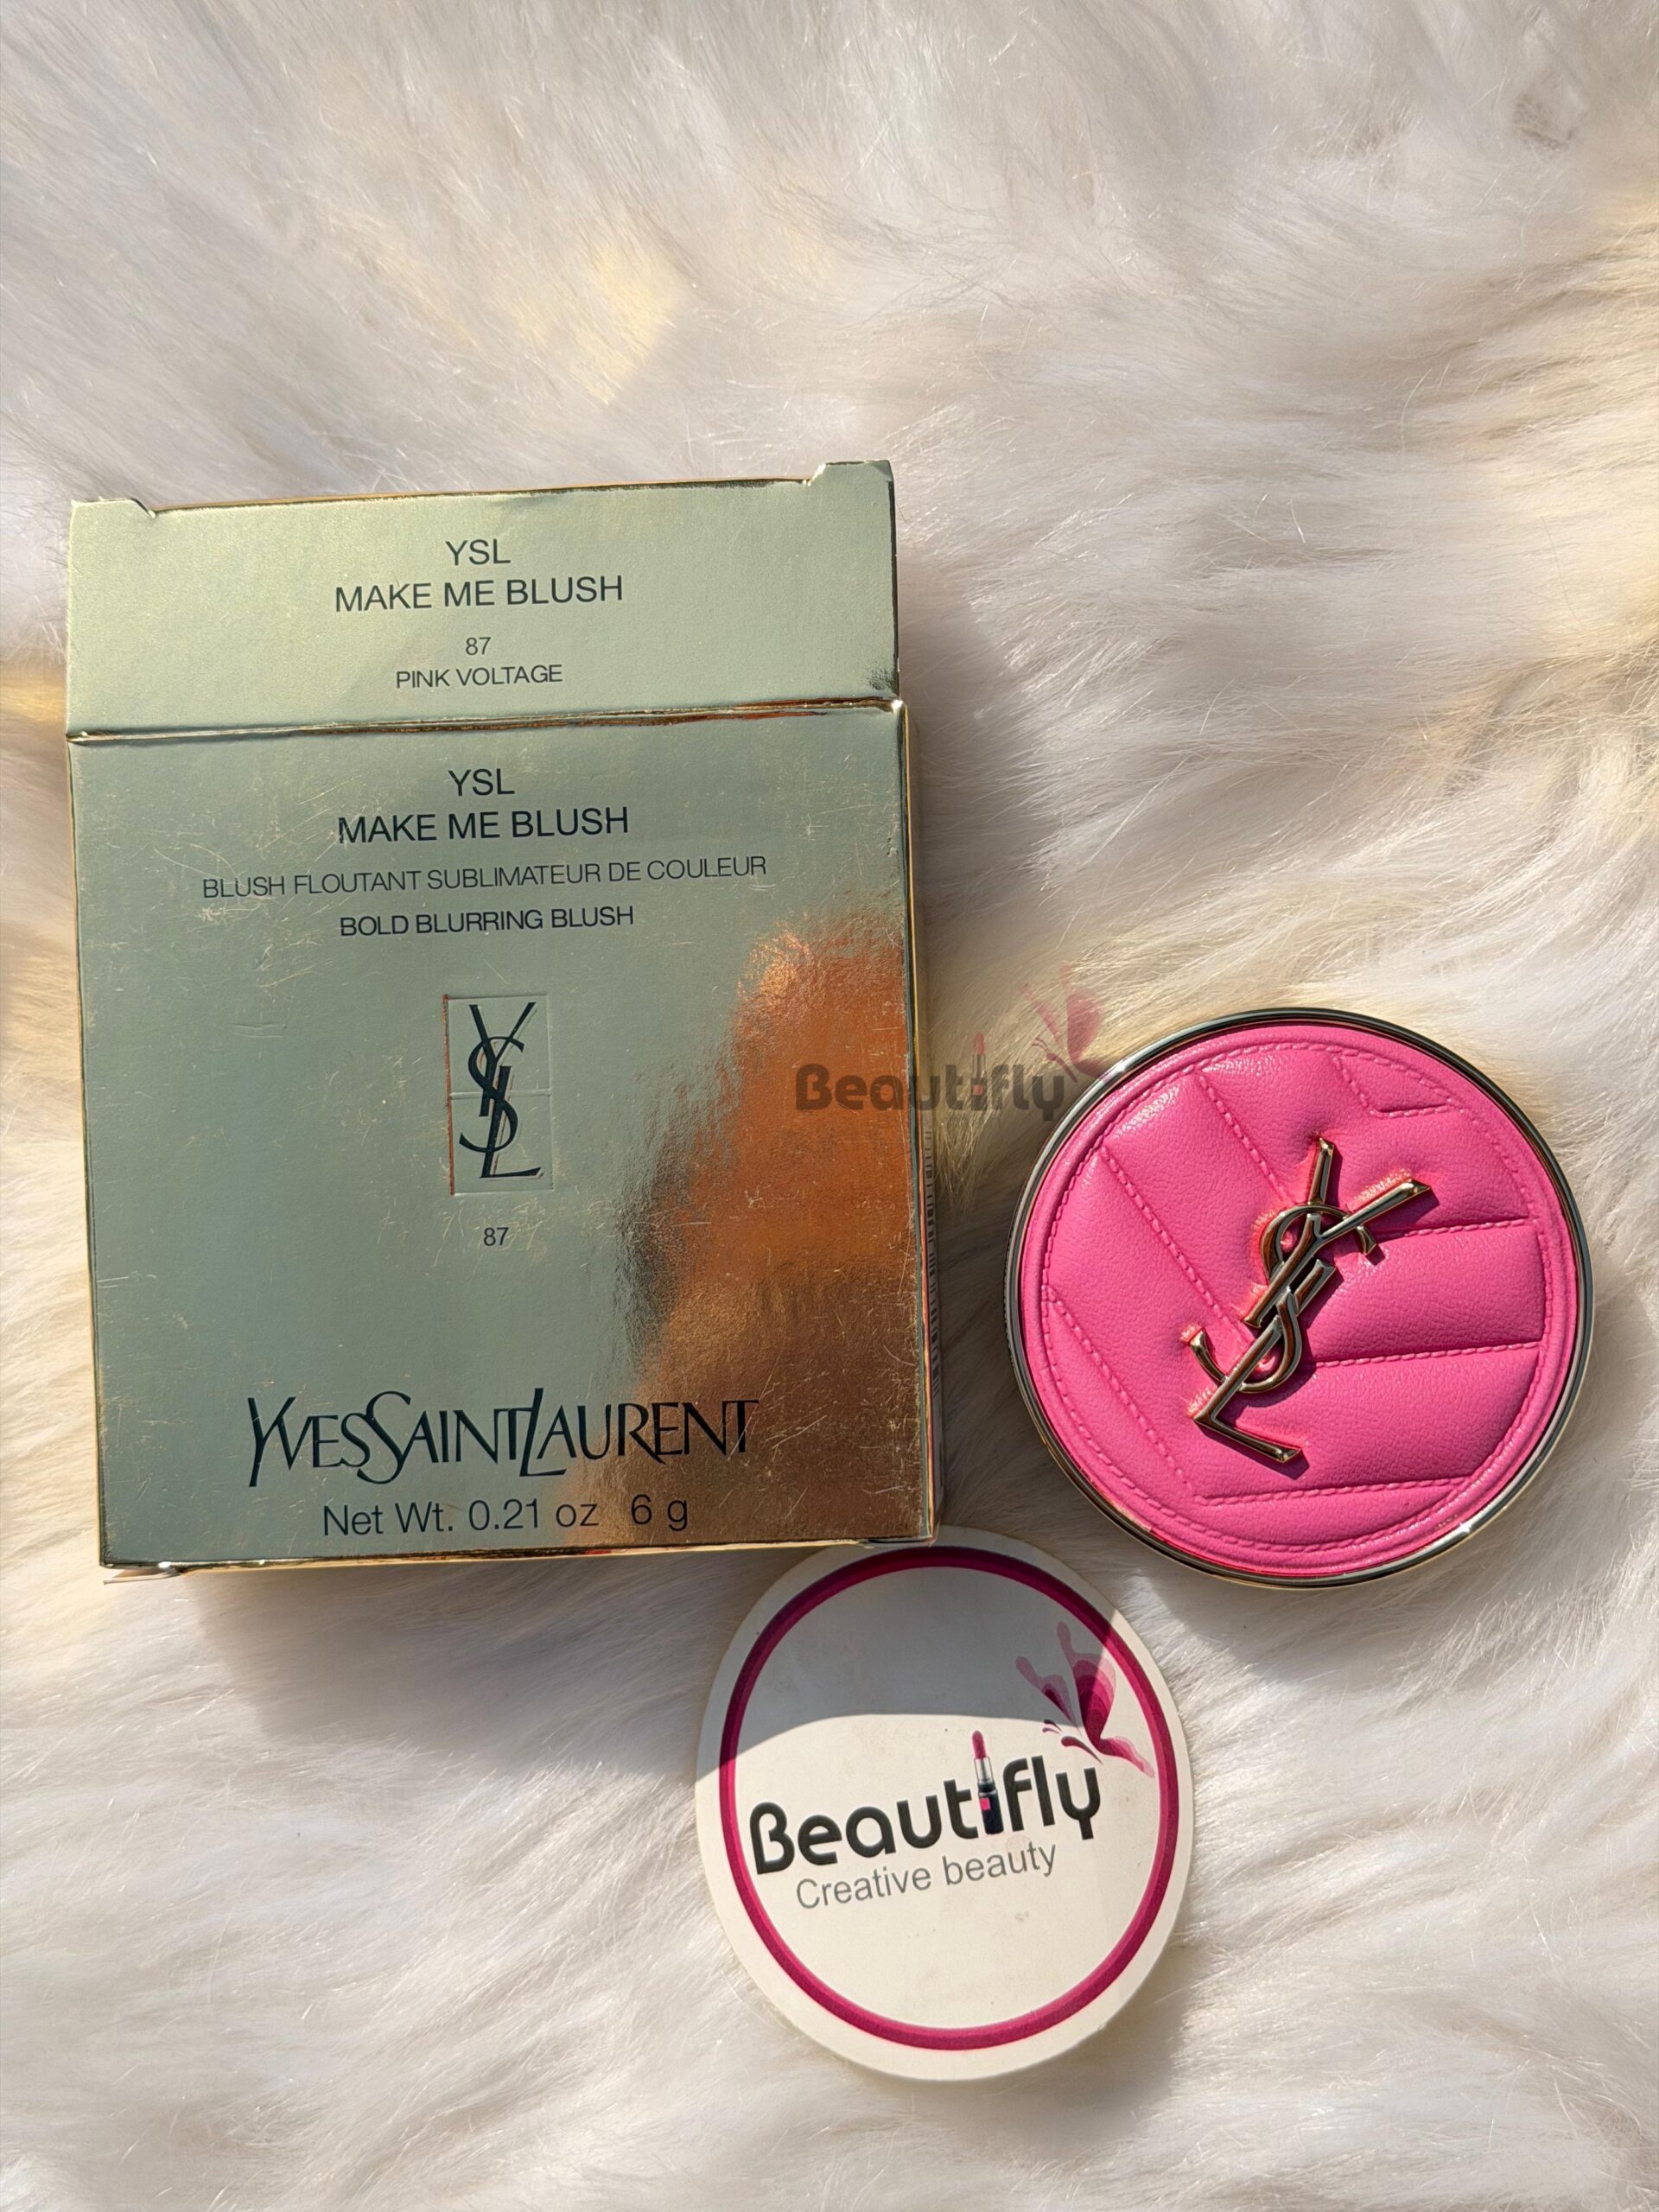 YSL
MAKE ME BLUSH
87
PINK VOLTAGE
YSL
MAKE ME BLUSH
BLUSH FLOUTANT SUBLIMATEUR DE COULEUR
BOLD BLURRING BLUSH
YSL
87
YVESSAINTLAURENT
Net Wt. 0.21 oz 6 g
Beautifly
YSL
Beautifly
Creative beauty